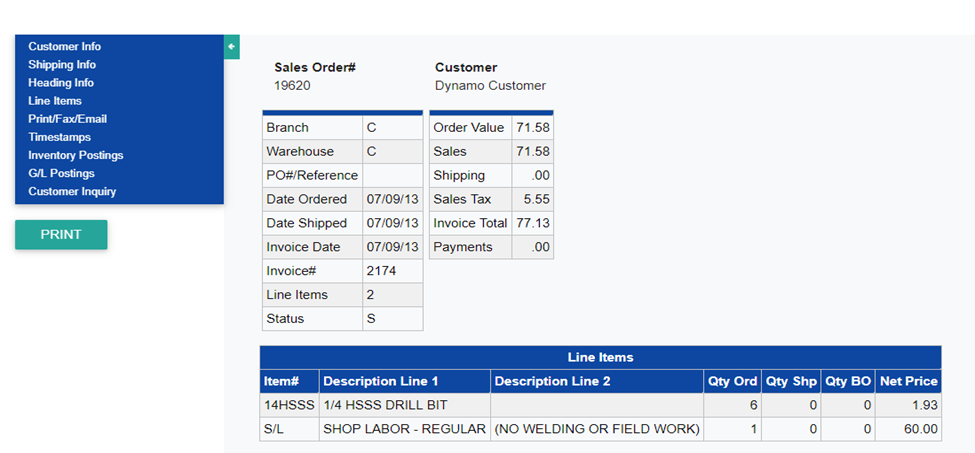 Customer Info
Shipping Info
Heading Info
Line Items
Print/Fax/Email
Timestamps
Inventory Postings
G/L Postings
Customer Inquiry
PRINT
Sales Order# Customer
19620 Dynamo Customer
Branch C
Warehouse C
PO#/Reference
Date Ordered 07/09/13
Date Shipped 07/09/13
Invoice Date 07/09/13
Invoice# 2174
Line Items 2
Status S
Order Value 71.58
Sales 71.58
Shipping .00
Sales Tax 5.55
Invoice Total 77.13
Payments .00
Line Items
Item# Description Line 1 Description Line 2 Qty Ord Qty Shp Qty BO Net Price
14HSSS 1/4 HSSS DRILL BIT 6 0 0 1.93
S/L SHOP LABOR - REGULAR (NO WELDING OR FIELD WORK) 1 0 0 60.00